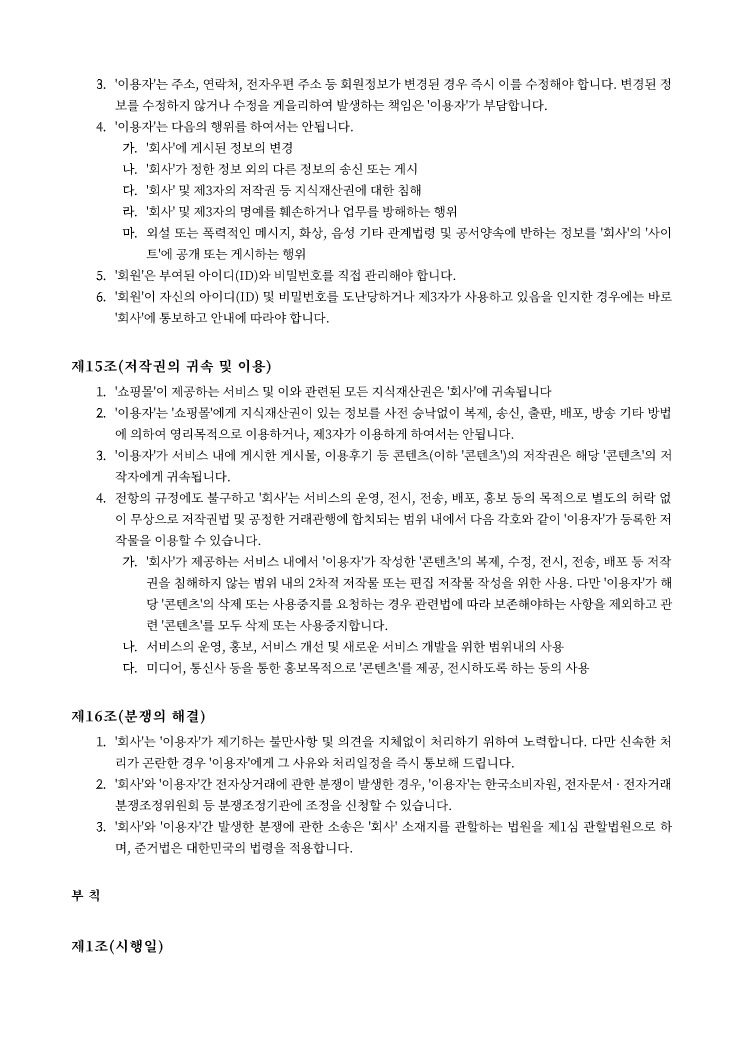 3. '이용자'는 주소, 연락처, 전자우편 주소 등 회원정보가 변경된 경우 즉시 이를 수정해야 합니다. 변경된 정
보를 수정하지 않거나 수정을 게을리하여 발생하는 책임은 '이용자'가 부담합니다.
4. '이용자'는 다음의 행위를 하여서는 안됩니다.
가. '회사'에 게시된 정보의 변경
나. '회사'가 정한 정보 외의 다른 정보의 송신 또는 게시
다. '회사' 및 제3자의 저작권 등 지식재산권에 대한 침해
라. '회사' 및 제3자의 명예를 훼손하거나 업무를 방해하는 행위
마. 외설 또는 폭력적인 메시지, 화상, 음성 기타 관계법령 및 공서양속에 반하는 정보를 '회사'의 '사이
트'에 공개 또는 게시하는 행위
5. '회원'은 부여된 아이디(ID)와 비밀번호를 직접 관리해야 합니다.
6. '회원'이 자신의 아이디(ID) 및 비밀번호를 도난당하거나 제3자가 사용하고 있음을 인지한 경우에는 바로
'회사'에 통보하고 안내에 따라야 합니다.
제15조(저작권의 귀속 및 이용)
1. '쇼핑몰'이 제공하는 서비스 및 이와 관련된 모든 지식재산권은 '회사'에 귀속됩니다
2. '이용자'는 '쇼핑몰'에게 지식재산권이 있는 정보를 사전 승낙없이 복제, 송신, 출판, 배포, 방송 기타 방법
에 의하여 영리목적으로 이용하거나, 제3자가 이용하게 하여서는 안됩니다.
3. '이용자'가 서비스 내에 게시한 게시물, 이용후기 등 콘텐츠(이하 '콘텐츠')의 저작권은 해당 '콘텐츠'의 저
작자에게 귀속됩니다.
4. 전항의 규정에도 불구하고 '회사'는 서비스의 운영, 전시, 전송, 배포, 홍보 등의 목적으로 별도의 허락 없
이 무상으로 저작권법 및 공정한 거래관행에 합치되는 범위 내에서 다음 각호와 같이 '이용자'가 등록한 저
작물을 이용할 수 있습니다.
가. '회사'가 제공하는 서비스 내에서 '이용자'가 작성한 '콘텐츠'의 복제, 수정, 전시, 전송, 배포 등 저작
권을 침해하지 않는 범위 내의 2차적 저작물 또는 편집 저작물 작성을 위한 사용. 다만 '이용자'가 해
당 '콘텐츠'의 삭제 또는 사용중지를 요청하는 경우 관련법에 따라 보존해야하는 사항을 제외하고 관
련 '콘텐츠'를 모두 삭제 또는 사용중지합니다.
나. 서비스의 운영, 홍보, 서비스 개선 및 새로운 서비스 개발을 위한 범위내의 사용
다. 미디어, 통신사 등을 통한 홍보목적으로 '콘텐츠'를 제공, 전시하도록 하는 등의 사용
제16조(분쟁의 해결)
1. '회사'는 '이용자'가 제기하는 불만사항 및 의견을 지체없이 처리하기 위하여 노력합니다. 다만 신속한 처
리가 곤란한 경우 '이용자'에게 그 사유와 처리일정을 즉시 통보해 드립니다.
2. '회사'와 '이용자'간 전자상거래에 관한 분쟁이 발생한 경우, '이용자'는 한국소비자원, 전자문서 · 전자거래
분쟁조정위원회 등 분쟁조정기관에 조정을 신청할 수 있습니다.
3. '회사'와 '이용자'간 발생한 분쟁에 관한 소송은 '회사' 소재지를 관할하는 법원을 제1심 관할법원으로 하
며, 준거법은 대한민국의 법령을 적용합니다.
부 칙
제1조(시행일)